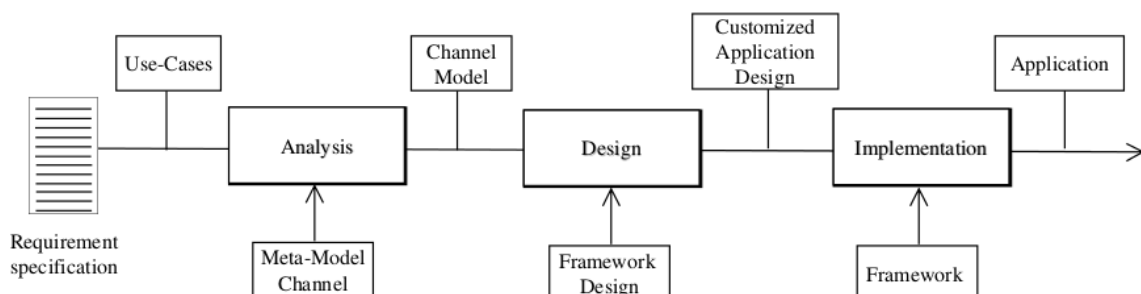 Use-Cases
Channel
Model
Customized
Application
Design
Application
Analysis
Design
Implementation
Requirement
specification
Meta-Model
Channel
Framework
Design
Framework